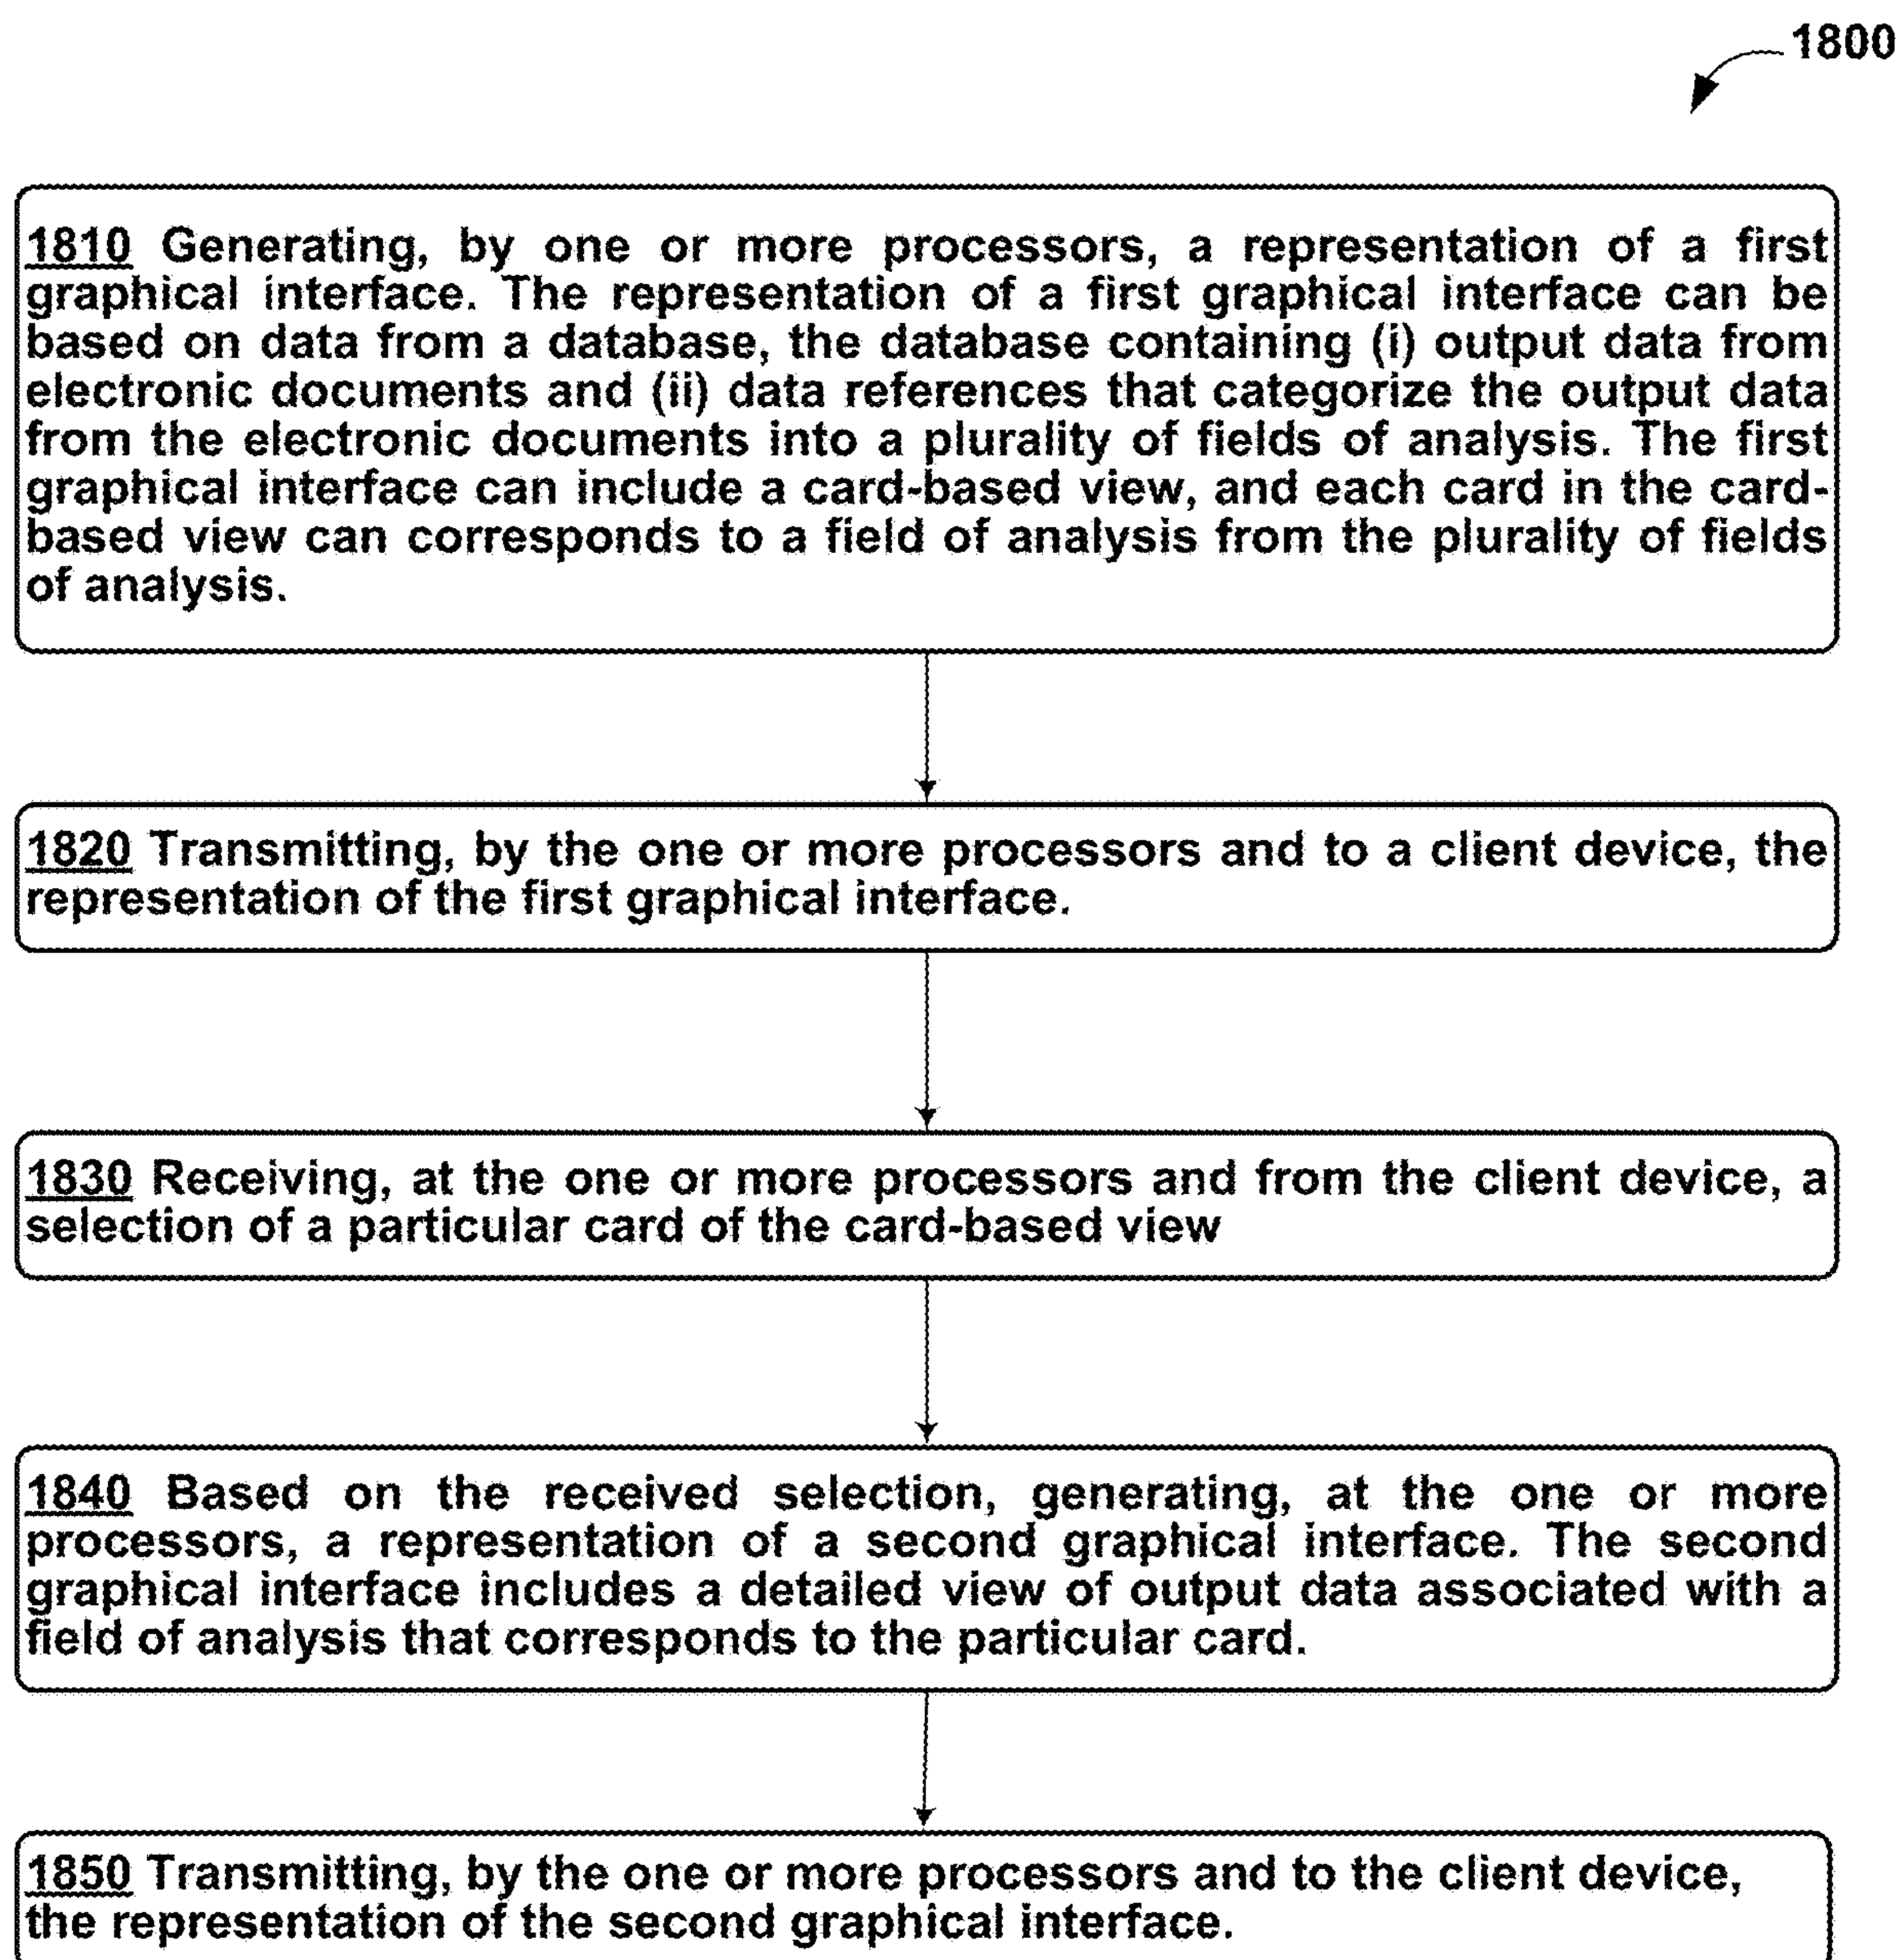 1800
1810 Generating, by one or more processors, a representation of a first
graphical interface. The representation of a first graphical interface can be
based on data from a database, the database containing (i) output data from
electronic documents and (ii) data references that categorize the output data
from the electronic documents into a plurality of fields of analysis. The first
graphical interface can include a card-based view, and each card in the card-
based view can corresponds to a field of analysis from the plurality of fields
of analysis.
1820 Transmitting, by the one or more processors and to a client device, the
representation of the first graphical interface.
1830 Receiving, at the one or more processors and from the client device, a
selection of a particular card of the card-based view
1840 Based on the received selection, generating, at the one or more
processors, a representation of a second graphical interface. The second
graphical interface includes a detailed view of output data associated with a
field of analysis that corresponds to the particular card.
1850 Transmitting, by the one or more processors and to the client device,
the representation of the second graphical interface.